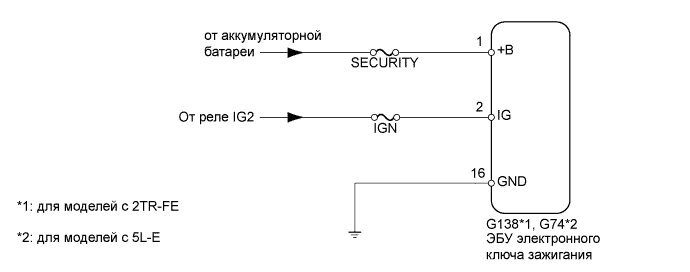 от аккумуляторной
батареи
SECURITY
1
+B
От реле IG2
IGN
2
IG
16
GND
*1: для моделей с 2TR-FE
*2: для моделей с 5L-E
G138*1, G74*2
ЭБУ электронного
ключа зажигания